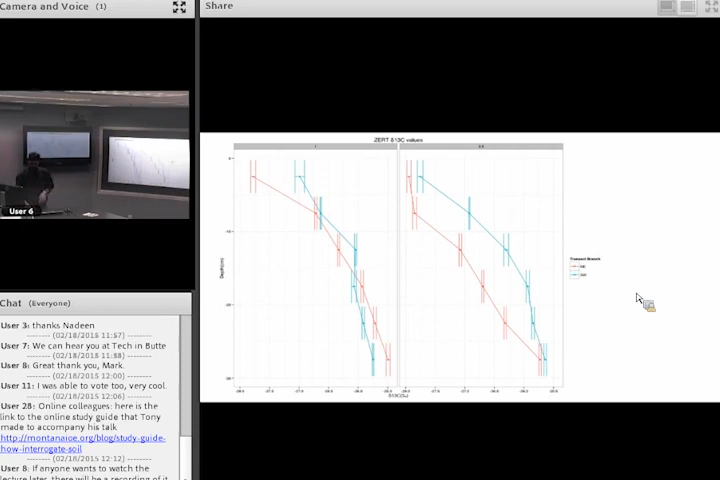 Camera and Voice (1)
Share
User 6
Chat (Everyone)
User 3: thanks Nadeen
-------- (02/18/2015 11:57) --------
User 7: We can hear you at Tech in Butte
-------- (02/18/2015 11:58) --------
User 8: Great thank you, Mark.
-------- (02/18/2015 12:00) --------
User 11: I was able to vote too, very cool.
-------- (02/18/2015 12:06) --------
User 28: Online colleagues: here is the
link to the online study guide that Tony
made to accompany his talk
http://montanaioe.org/blog/study-guide-
how-interrogate-soil
-------- (02/18/2015 12:12) --------
User 8: If anyone wants to watch the
lecture later, there will be a recording of it
ZERT δ13C values
Depth(cm)
Transect Branch